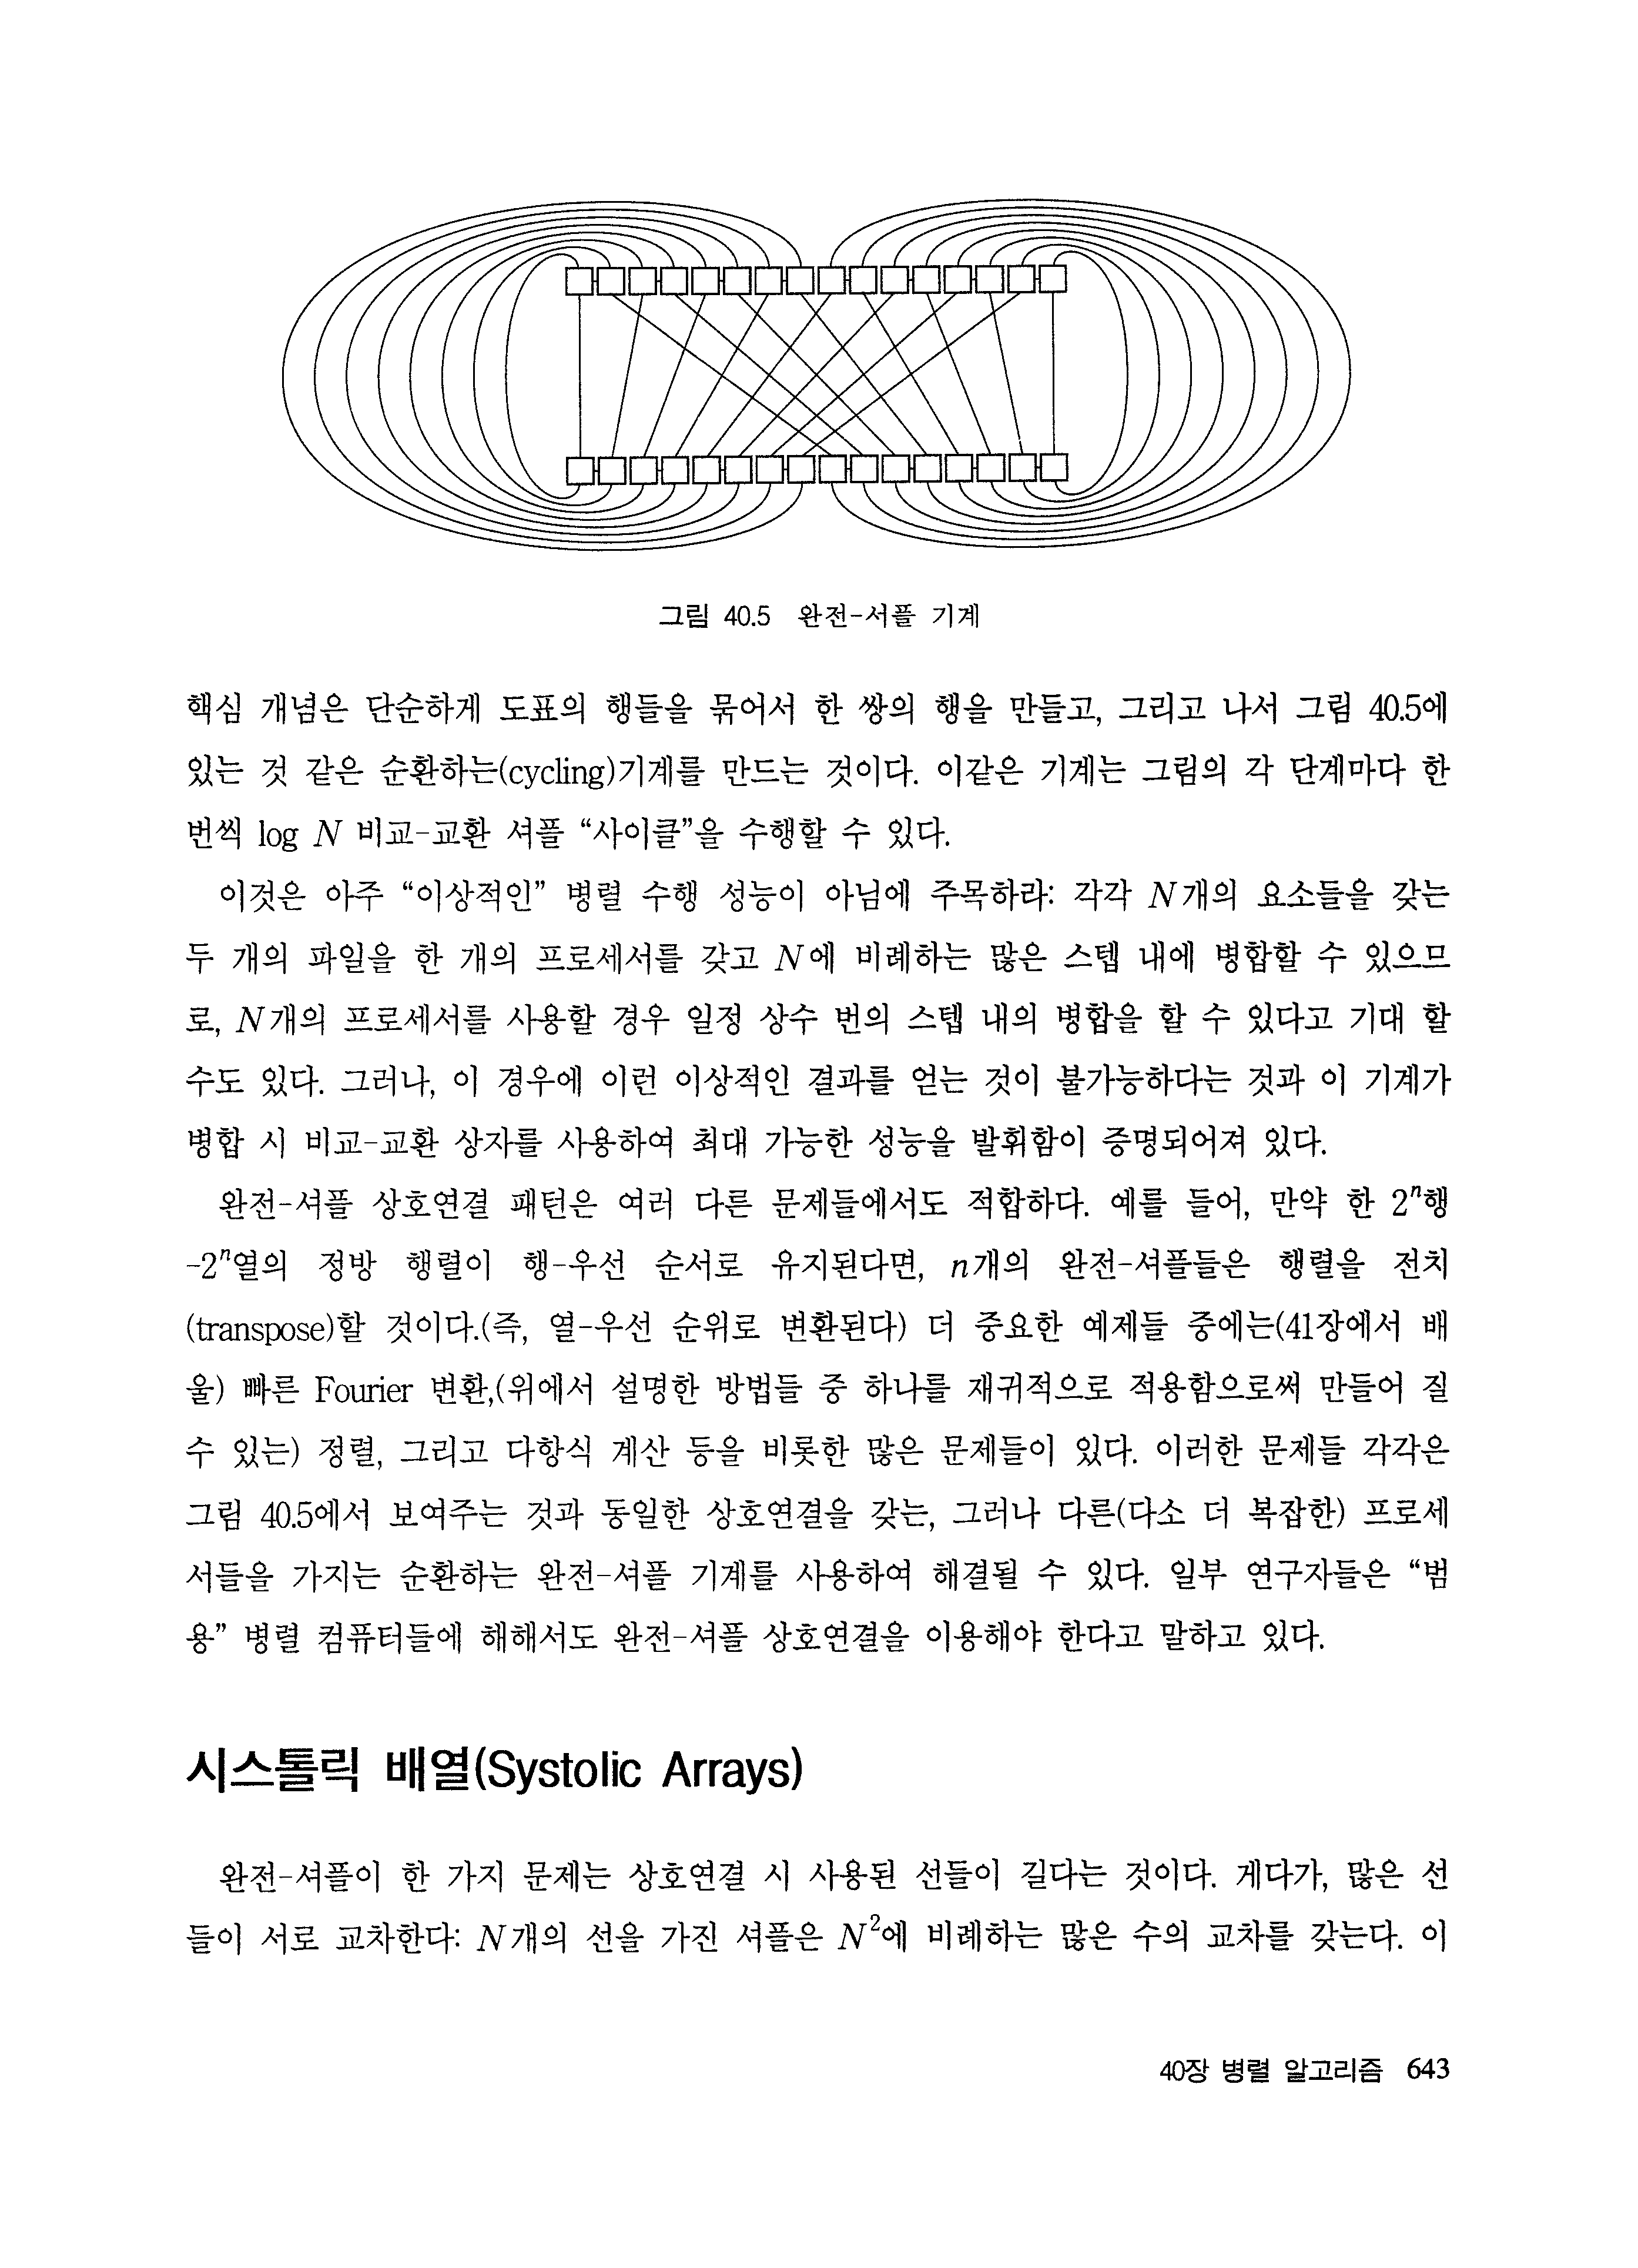 그림 40.5 완전-셔플 기계
핵심 개념은 단순하게 도표의 행들을 묶어서 한 쌍의 행을 만들고, 그리고 나서 그림 40.5에
있는 것 같은 순환하는(cycling)기계를 만드는 것이다. 이같은 기계는 그림의 각 단계마다 한
번씩 log N 비교-교환 셔플 “사이클”을 수행할 수 있다.
이것은 아주 “이상적인” 병렬 수행 성능이 아님에 주목하라: 각각 N개의 요소들을 갖는
두 개의 파일을 한 개의 프로세서를 갖고 N에 비례하는 많은 스텝 내에 병합할 수 있으므
로, N개의 프로세서를 사용할 경우 일정 상수 번의 스텝 내의 병합을 할 수 있다고 기대 할
수도 있다. 그러나, 이 경우에 이런 이상적인 결과를 얻는 것이 불가능하다는 것과 이 기계가
병합 시 비교-교환 상자를 사용하여 최대 가능한 성능을 발휘함이 증명되어져 있다.
완전-셔플 상호연결 패턴은 여러 다른 문제들에서도 적합하다. 예를 들어, 만약 한 2ⁿ행
-2ⁿ열의 정방 행렬이 행-우선 순서로 유지된다면, n개의 완전-셔플들은 행렬을 전치
(transpose)할 것이다.(즉, 열-우선 순위로 변환된다) 더 중요한 예제들 중에는(41장에서 배
울) 빠른 Fourier 변환,(위에서 설명한 방법들 중 하나를 재귀적으로 적용함으로써 만들어 질
수 있는) 정렬, 그리고 다항식 계산 등을 비롯한 많은 문제들이 있다. 이러한 문제들 각각은
그림 40.5에서 보여주는 것과 동일한 상호연결을 갖는, 그러나 다른(다소 더 복잡한) 프로세
서들을 가지는 순환하는 완전-셔플 기계를 사용하여 해결될 수 있다. 일부 연구자들은 “범
용” 병렬 컴퓨터들에 해해서도 완전-셔플 상호연결을 이용해야 한다고 말하고 있다.
시스톨릭 배열(Systolic Arrays)
완전-셔플이 한 가지 문제는 상호연결 시 사용된 선들이 길다는 것이다. 게다가, 많은 선
들이 서로 교차한다: N개의 선을 가진 셔플은 N²에 비례하는 많은 수의 교차를 갖는다. 이
40장 병렬 알고리즘 643